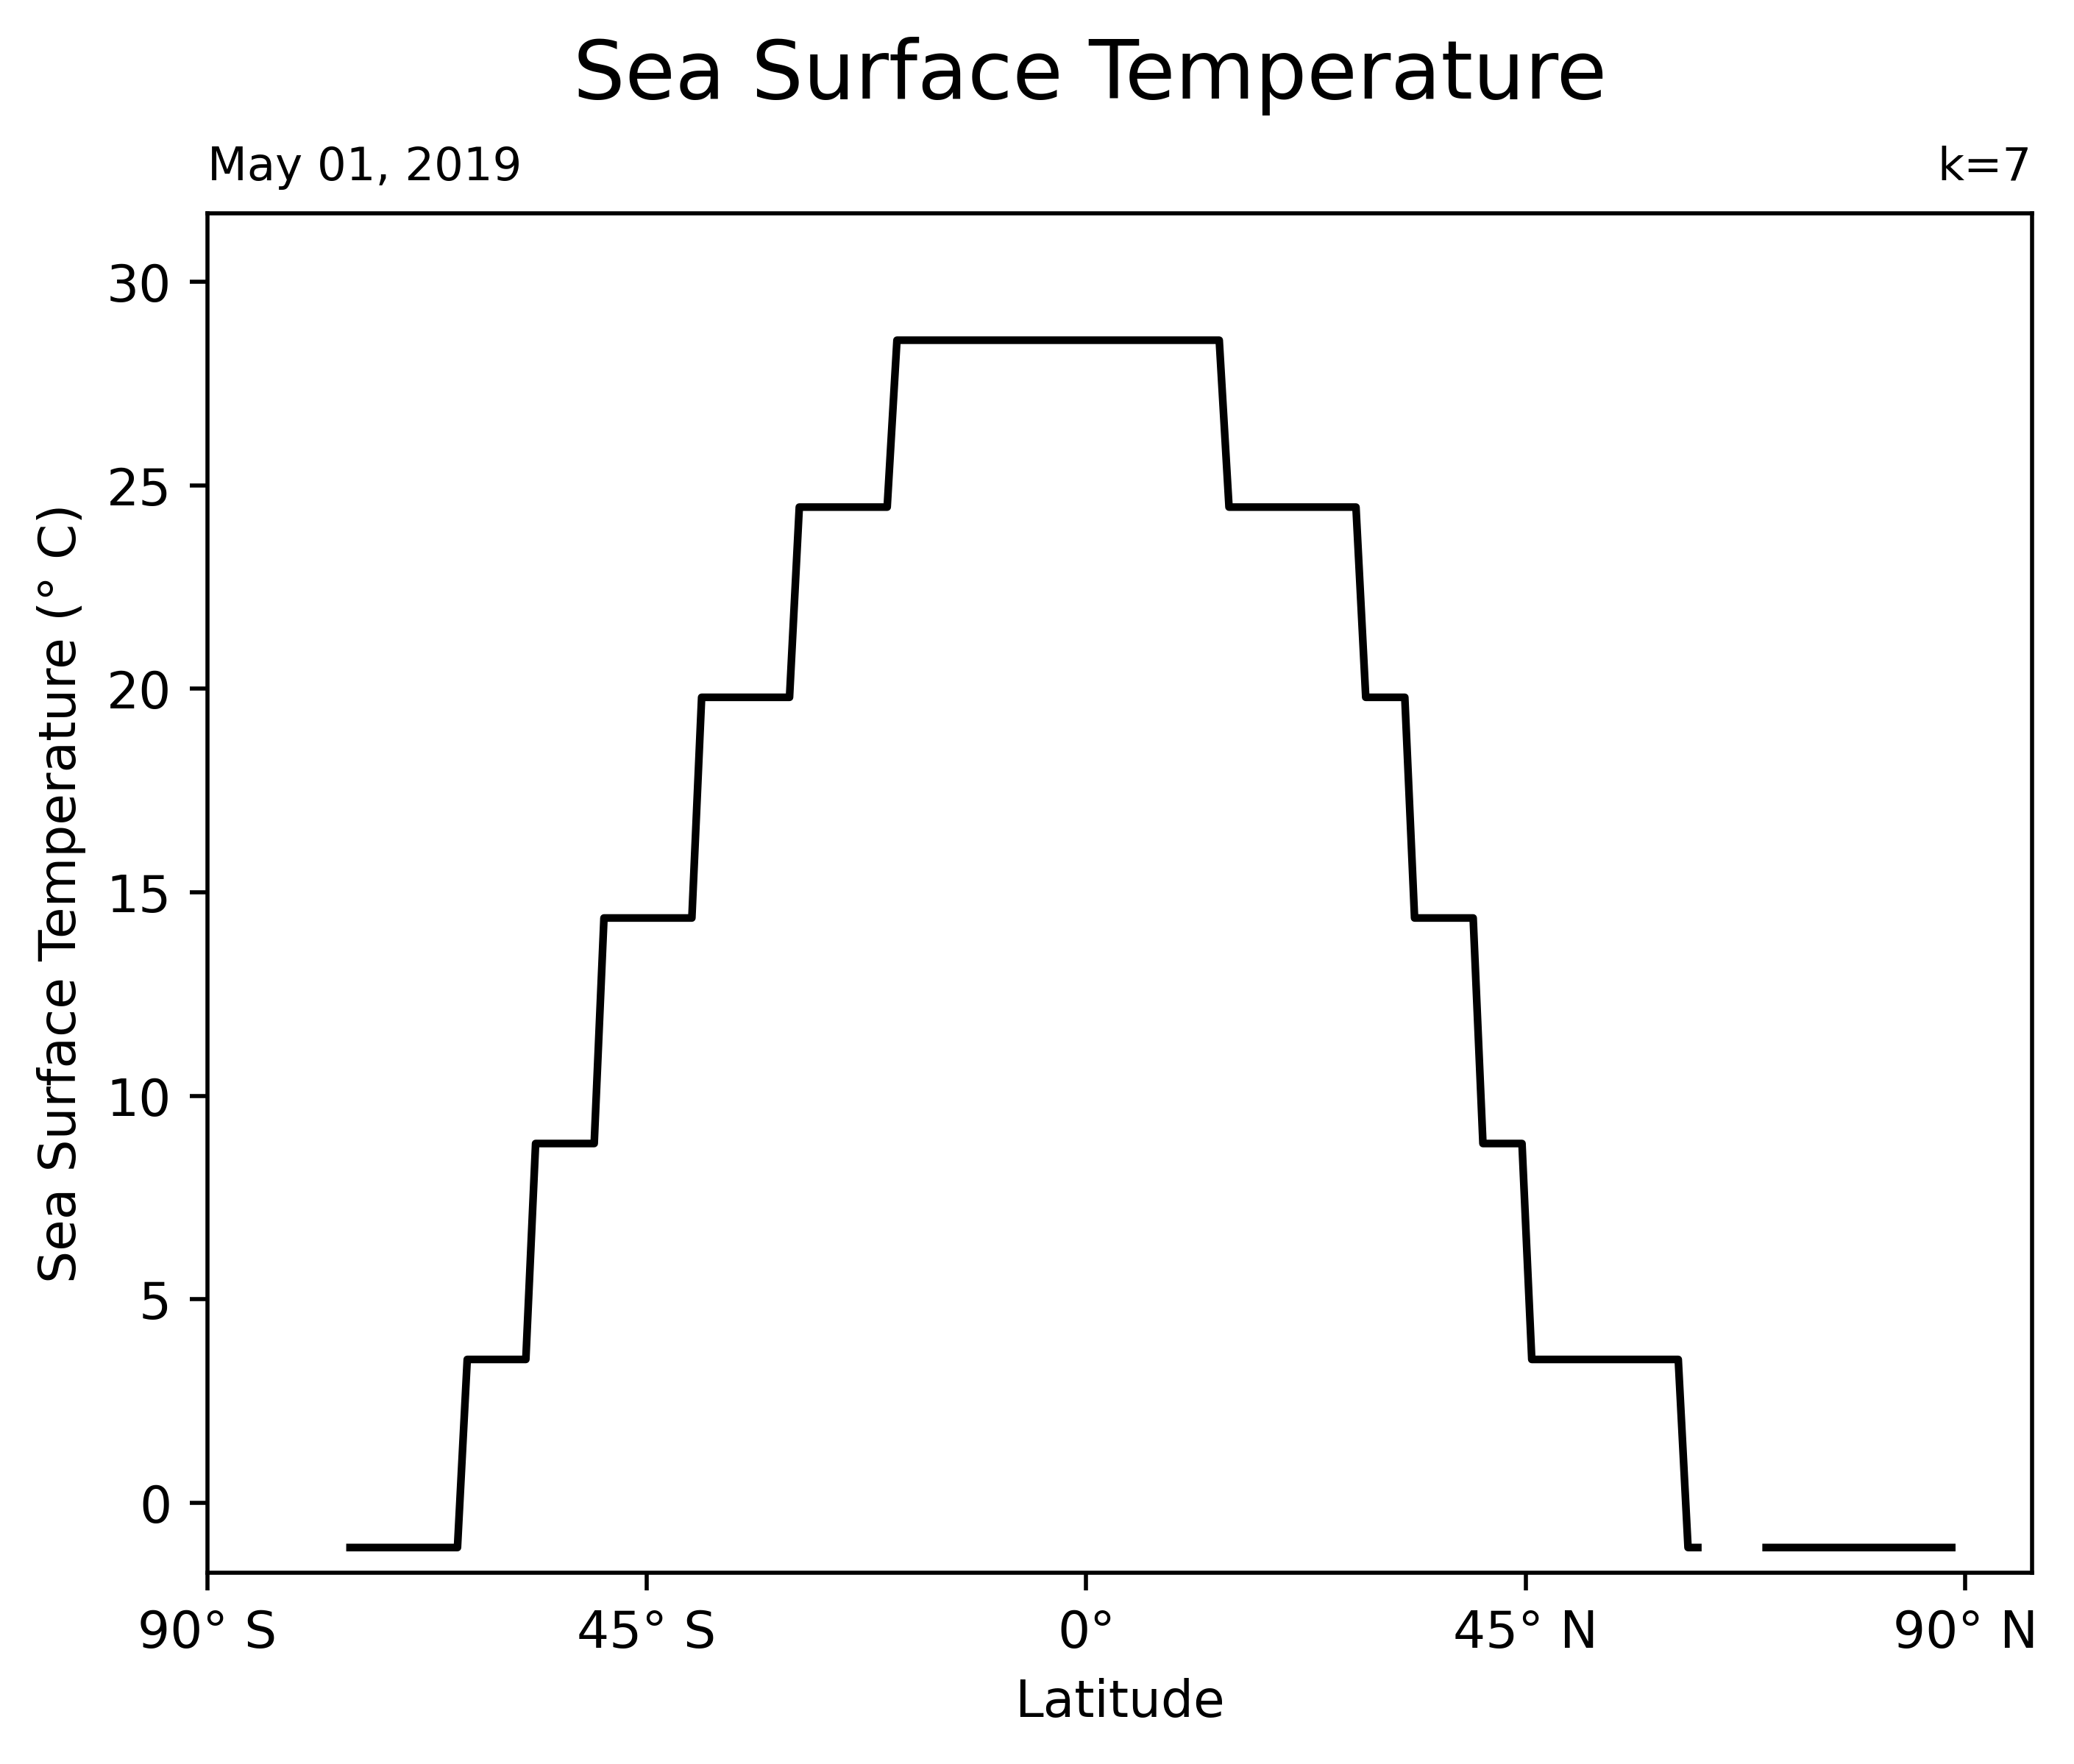 Sea Surface Temperature
May 01, 2019
k=7
Sea Surface Temperature (° C)
30
25
20
15
10
5
0
90° S
45° S
0°
45° N
90° N
Latitude